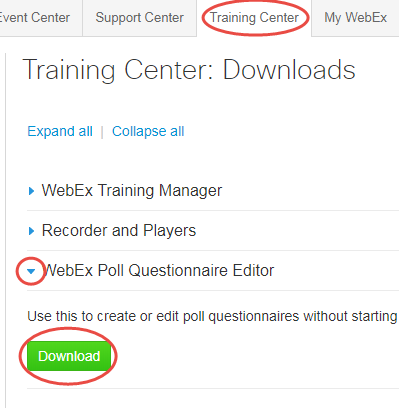 Event Center Support Center Training Center My WebEx
Training Center: Downloads
Expand all | Collapse all
WebEx Training Manager
Recorder and Players
WebEx Poll Questionnaire Editor
Use this to create or edit poll questionnaires without starting
Download